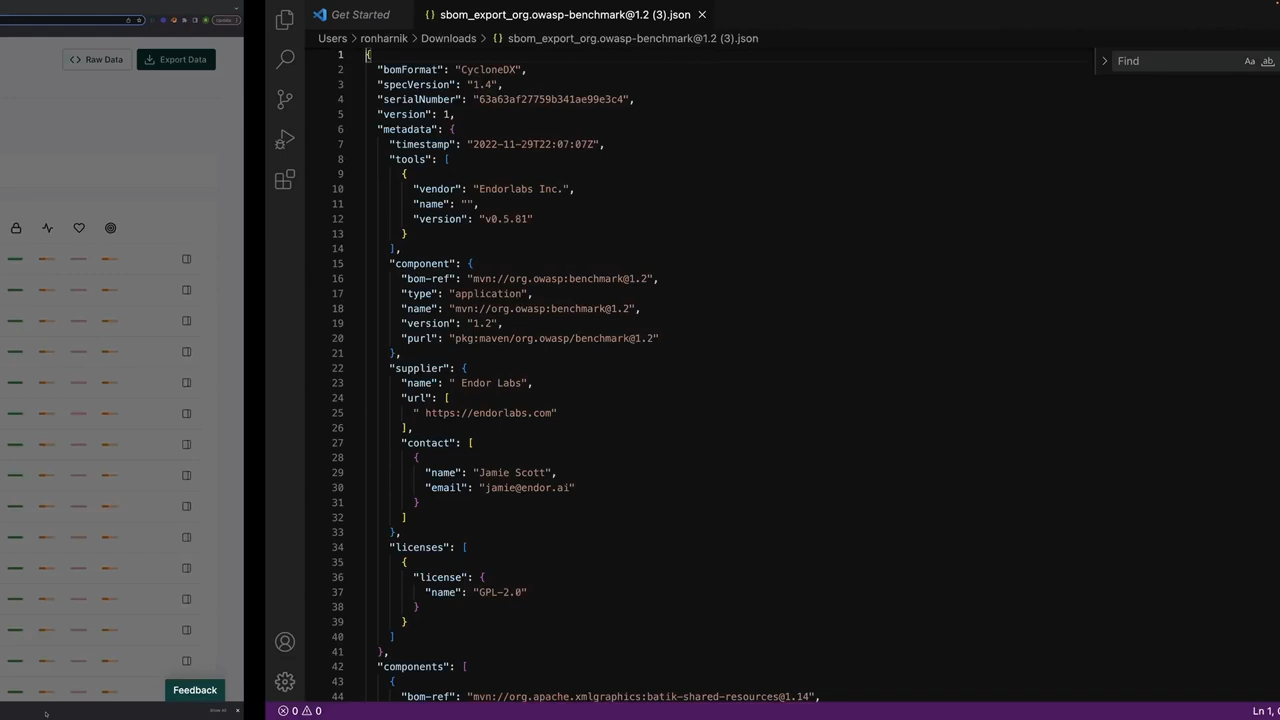 Raw Data
Export Data
Feedback
Get Started
{} sbom_export_org.owasp-benchmark@1.2 (3).json
Users > ronharnik > Downloads > {} sbom_export_org.owasp-benchmark@1.2 (3).json
Find
Aa
ab
1 {
2 "bomFormat": "CycloneDX",
3 "specVersion": "1.4",
4 "serialNumber": "63a63af27759b341ae99e3c4",
5 "version": 1,
6 "metadata": {
7 "timestamp": "2022-11-29T22:07:07Z",
8 "tools": [
9 {
10 "vendor": "Endorlabs Inc.",
11 "name": "",
12 "version": "v0.5.81"
13 }
14 ],
15 "component": {
16 "bom-ref": "mvn://org.owasp:benchmark@1.2",
17 "type": "application",
18 "name": "mvn://org.owasp:benchmark@1.2",
19 "version": "1.2",
20 "purl": "pkg:maven/org.owasp/benchmark@1.2"
21 },
22 "supplier": {
23 "name": " Endor Labs",
24 "url": [
25 " https://endorlabs.com"
26 ],
27 "contact": [
28 {
29 "name": "Jamie Scott",
30 "email": "jamie@endor.ai"
31 }
32 ]
33 },
34 "licenses": [
35 {
36 "license": {
37 "name": "GPL-2.0"
38 }
39 }
40 ]
41 },
42 "components": [
43 {
44 "bom-ref": "mvn://org.apache.xmlgraphics:batik-shared-resources@1.14",
0 0
Ln 1,